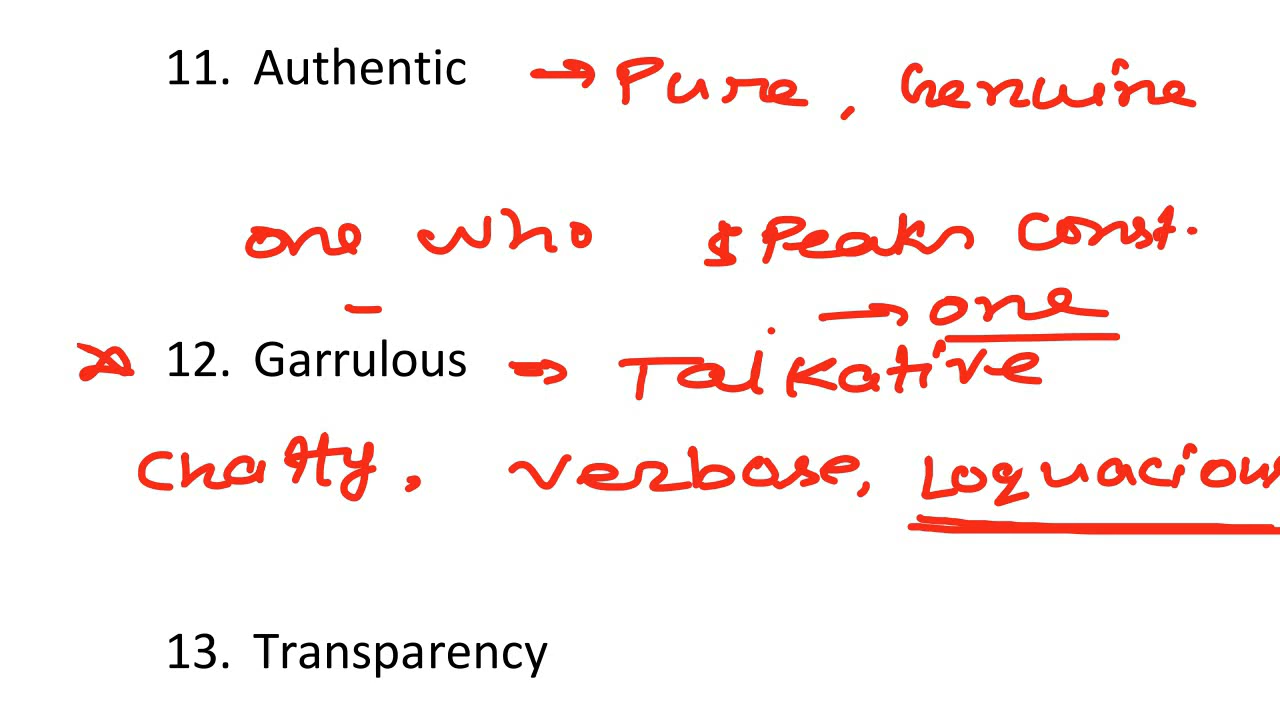 11. Authentic → Pure, Genuine
one who speaks const.
→ one
12. Garrulous → Talkative
Chatty, verbose, Loquacious
13. Transparency